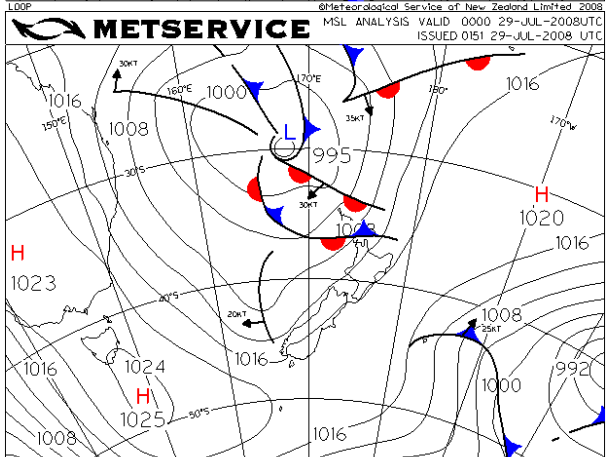 LOOP
©Meteorological Service of New Zealand Limited 2008
METSERVICE
MSL ANALYSIS VALID 0000 29-JUL-2008UTC
ISSUED 0151 29-JUL-2008 UTC
30KT
160°E
1000
170°E
180°
1016
1016
150°E
1008
35KT
170°W
L
995
30°S
30KT
H
1020
1016
H
1023
40°S
20KT
1008
25KT
1016
1016
1024
992
1000
H
1025
50°S
1008
1016